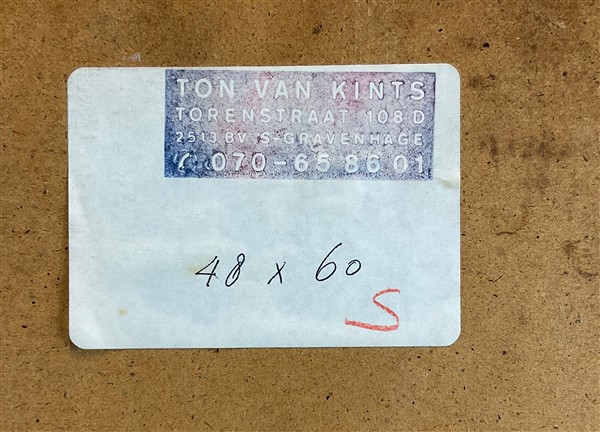 TON VAN KINTS
TORENSTRAAT 108 D
2513 BV S-GRAVENHAGE
✆ 070-65 86 01
48 x 60
S